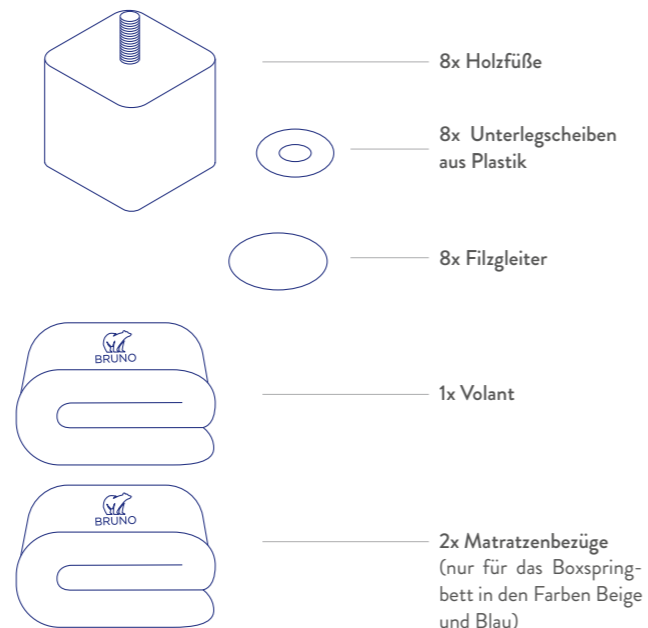 8x Holzfüße
8x Unterlegscheiben
aus Plastik
8x Filzgleiter
BRUNO
1x Volant
BRUNO
2x Matratzenbezüge
(nur für das Boxspring-
bett in den Farben Beige
und Blau)